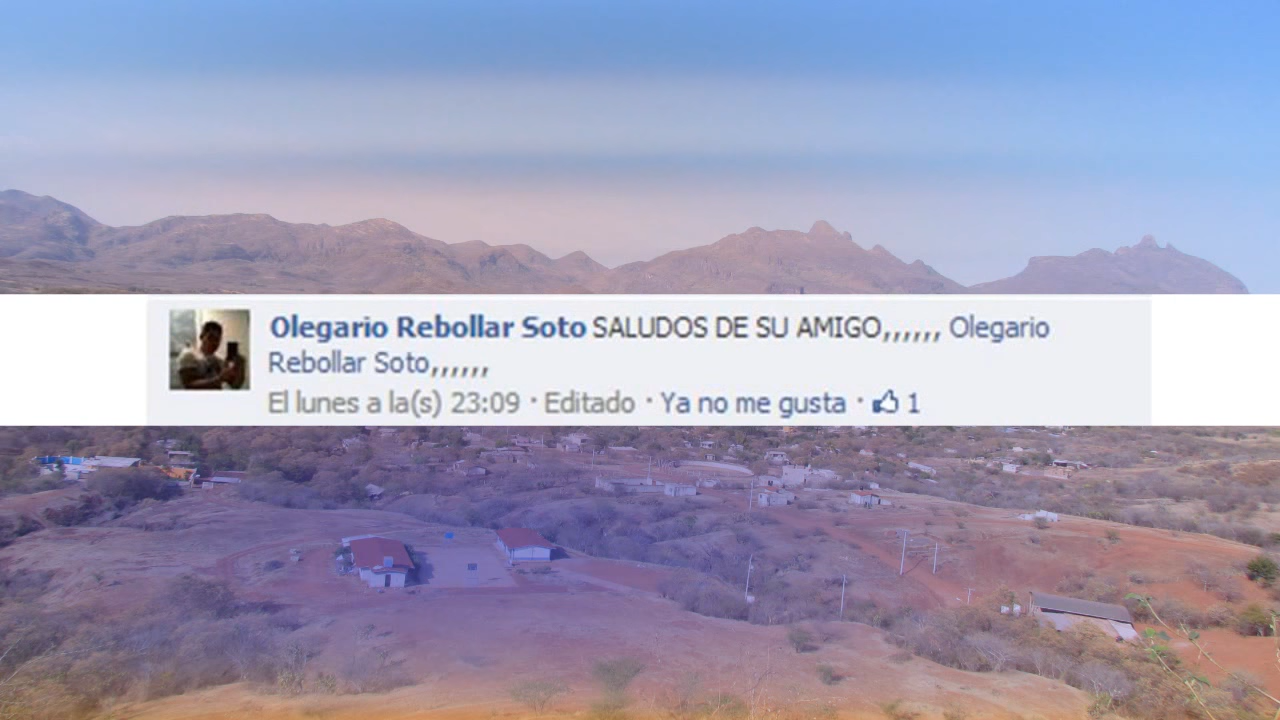 Olegario Rebollar Soto SALUDOS DE SU AMIGO,,,,,, Olegario
Rebollar Soto,,,,,,
El lunes a la(s) 23:09 · Editado · Ya no me gusta · 1